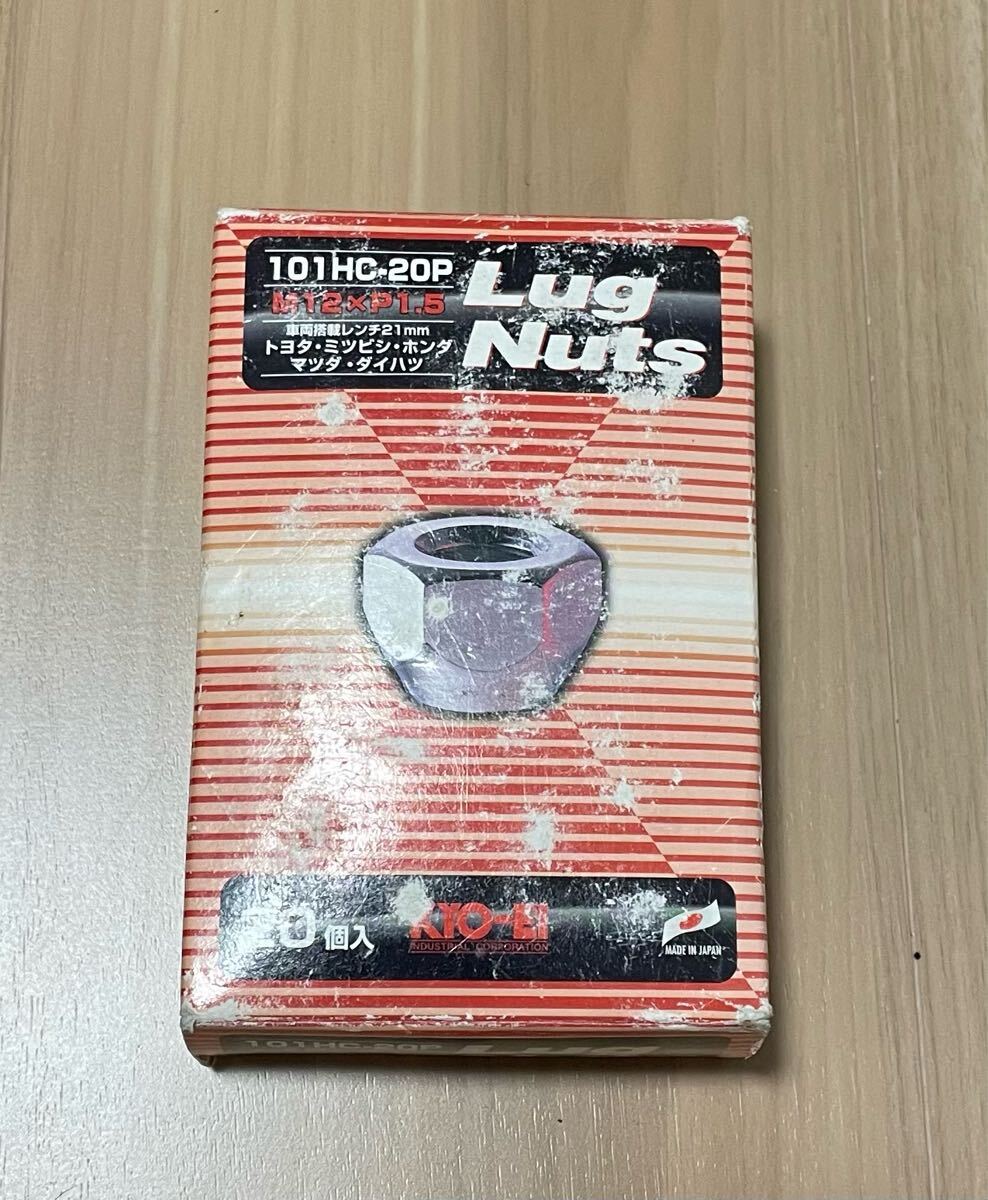 101HC-20P
M12×P1.5
車両搭載レンチ21mm
トヨタ・ミツビシ・ホンダ
マツダ・ダイハツ
Lug
Nuts
20個入
KYO-EI
INDUSTRIAL CORPORATION
MADE IN JAPAN
101HC-20P